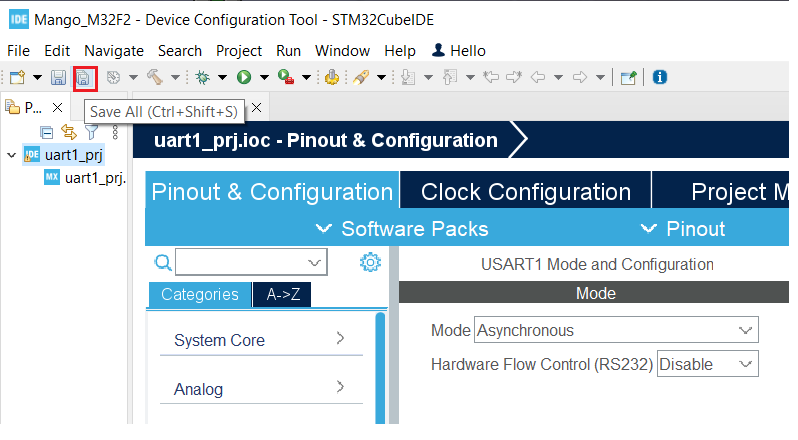 IDE Mango_M32F2 - Device Configuration Tool - STM32CubeIDE
File Edit Navigate Search Project Run Window Help Hello
P...
Save All (Ctrl+Shift+S)
uart1_prj.ioc - Pinout & Configuration
IDE uart1_prj
MX uart1_prj.
Pinout & Configuration Clock Configuration Project M
Software Packs Pinout
USART1 Mode and Configuration
Categories A->Z
Mode
System Core
Mode Asynchronous
Hardware Flow Control (RS232) Disable
Analog